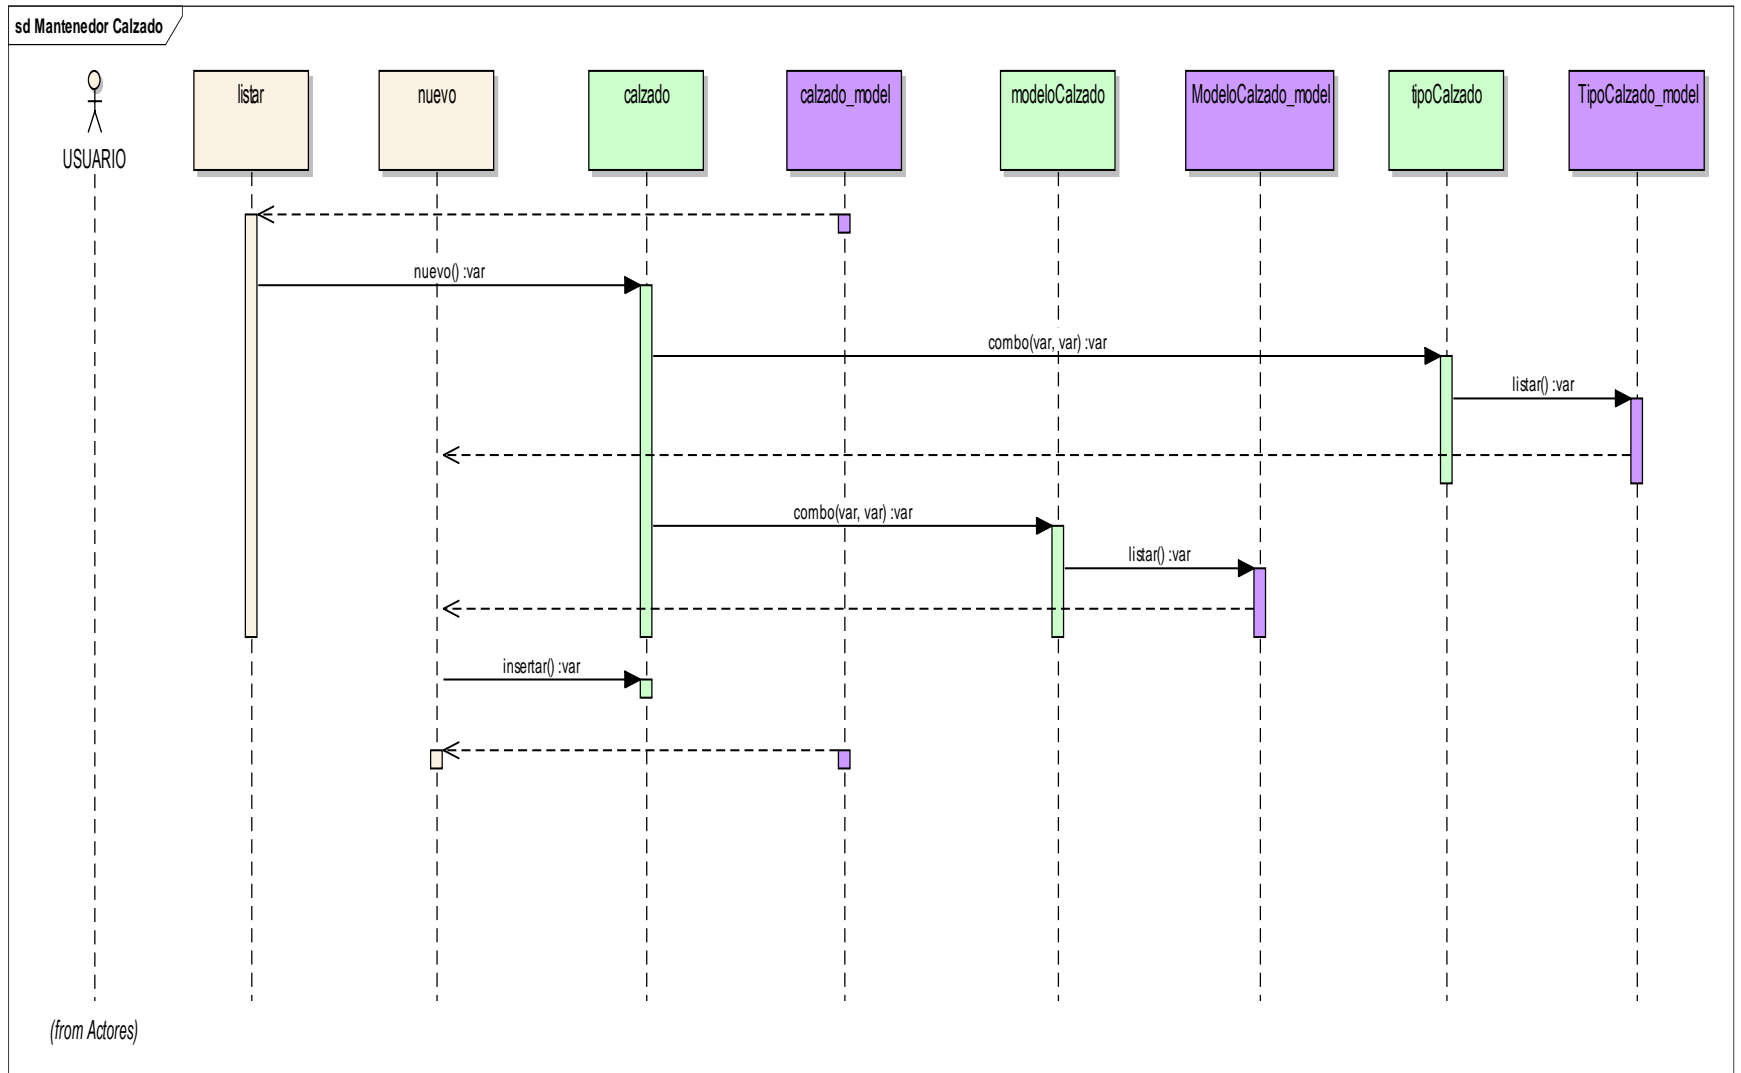 sd Mantenedor Calzado
USUARIO
listar
nuevo
calzado
calzado_model
modeloCalzado
ModeloCalzado_model
tipoCalzado
TipoCalzado_model
nuevo() :var
combo(var, var) :var
listar() :var
combo(var, var) :var
listar() :var
insertar() :var
(from Actores)